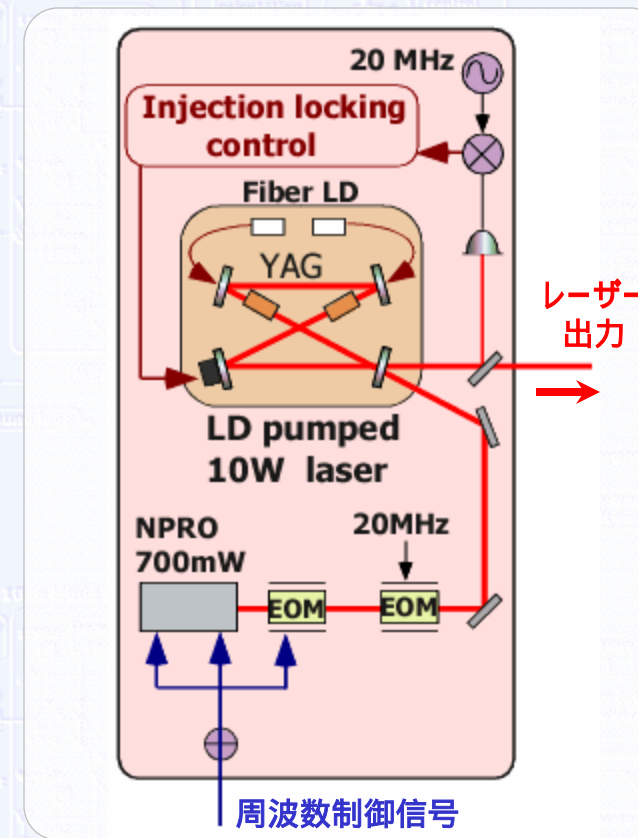 20 MHz
Injection locking
control
Fiber LD
YAG
レーザー
出力
LD pumped
10W laser
NPRO
700mW
20MHz
EOM
EOM
周波数制御信号